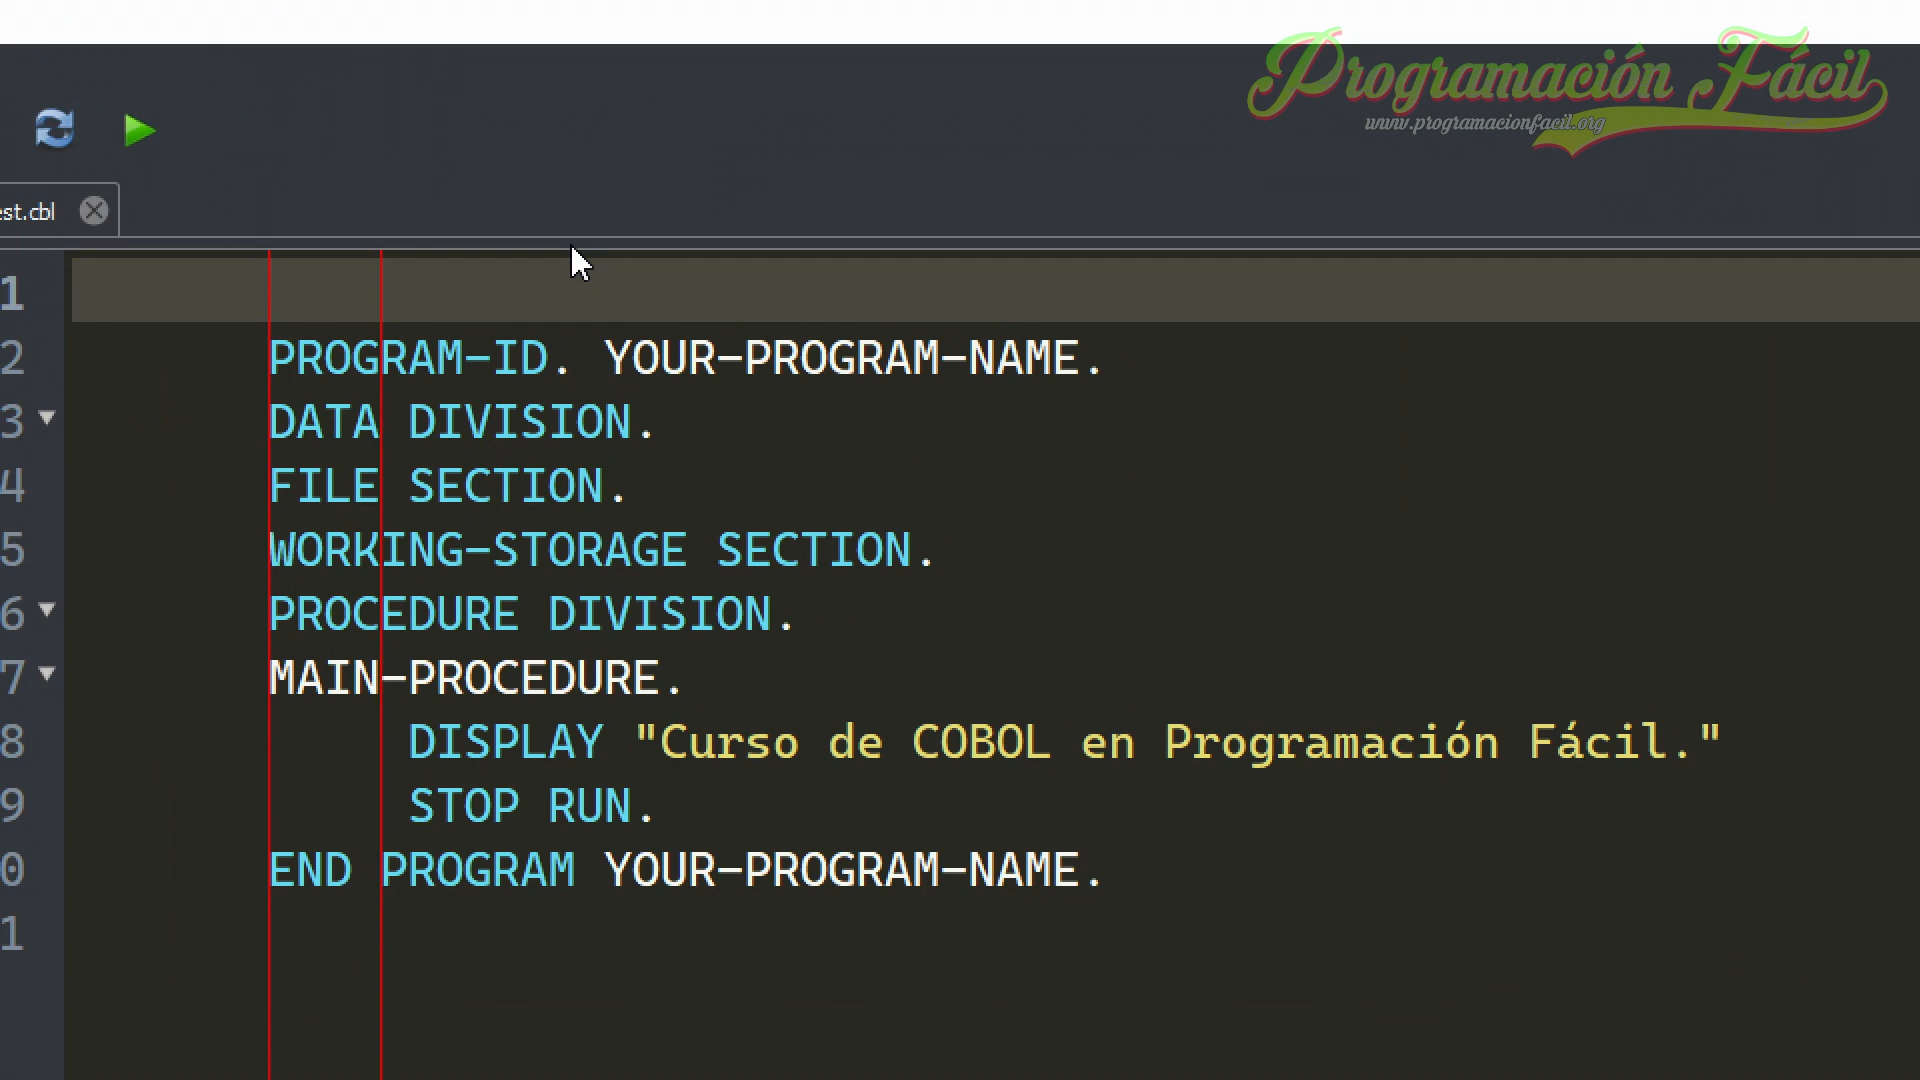 Programación Fácil
www.programacionfacil.org
est.cbl
1
2 PROGRAM-ID. YOUR-PROGRAM-NAME.
3 DATA DIVISION.
4 FILE SECTION.
5 WORKING-STORAGE SECTION.
6 PROCEDURE DIVISION.
7 MAIN-PROCEDURE.
8 DISPLAY "Curso de COBOL en Programación Fácil."
9 STOP RUN.
0 END PROGRAM YOUR-PROGRAM-NAME.
1